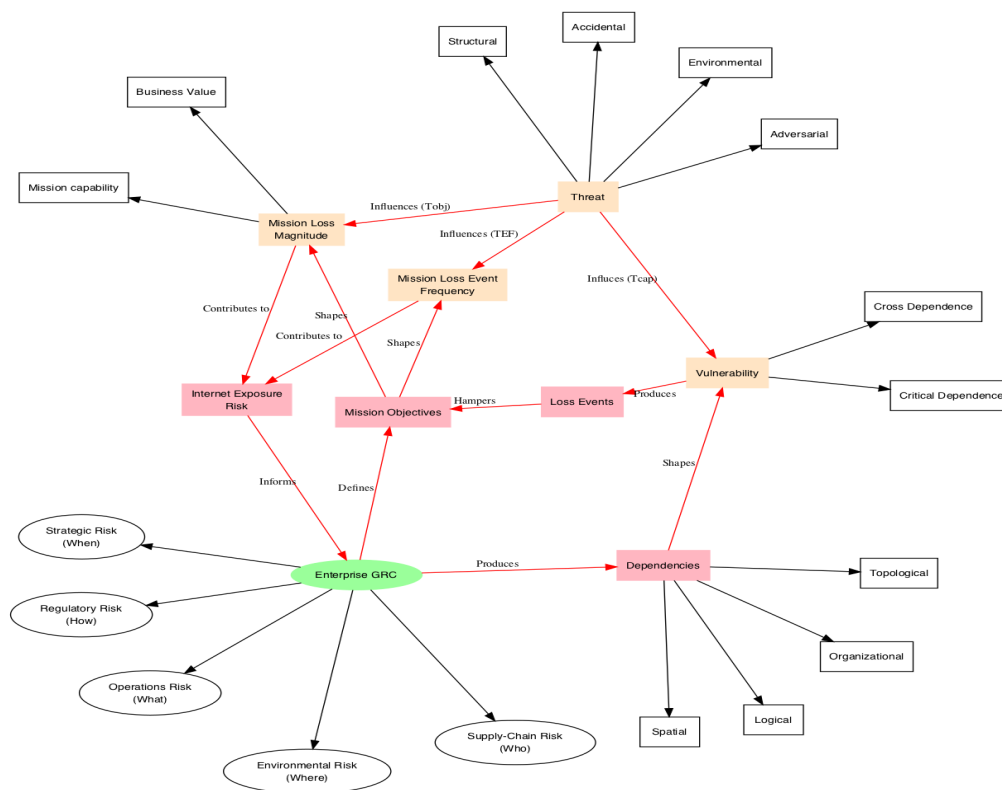 Accidental
Structural
Environmental
Business Value
Adversarial
Mission capability
Threat
Influences (Tobj)
Mission Loss
Magnitude
Influences (TEF)
Mission Loss Event
Frequency
Influces (Tcap)
Cross Dependence
Contributes to
Shapes
Contributes to
Shapes
Vulnerability
Internet Exposure
Risk
Mission Objectives
Hampers
Loss Events
Produces
Critical Dependence
Shapes
Informs
Defines
Strategic Risk
(When)
Enterprise GRC
Produces
Dependencies
Topological
Regulatory Risk
(How)
Organizational
Operations Risk
(What)
Logical
Spatial
Supply-Chain Risk
(Who)
Environmental Risk
(Where)